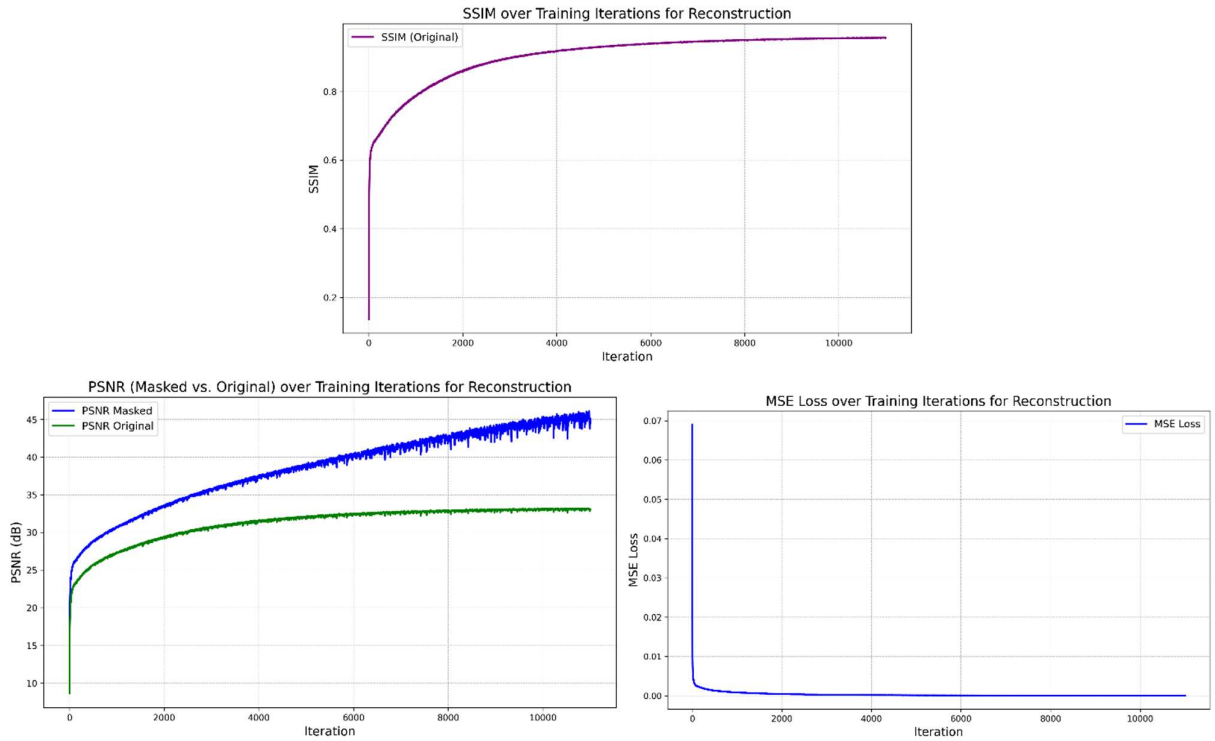 SSIM over Training Iterations for Reconstruction
SSIM (Original)
0.8
0.6
0.4
0.2
SSIM
0 2000 4000 6000 8000 10000
Iteration
PSNR (Masked vs. Original) over Training Iterations for Reconstruction
PSNR Masked
PSNR Original
45
40
35
30
25
20
15
10
PSNR (dB)
0 2000 4000 6000 8000 10000
Iteration
MSE Loss over Training Iterations for Reconstruction
MSE Loss
0.07
0.06
0.05
0.04
0.03
0.02
0.01
0.00
MSE Loss
0 2000 4000 6000 8000 10000
Iteration